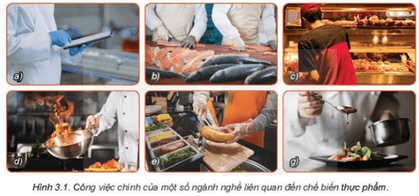 a)
b)
c)
d)
e)
g)
Hình 3.1. Công việc chính của một số ngành nghề liên quan đến chế biến thực phẩm.